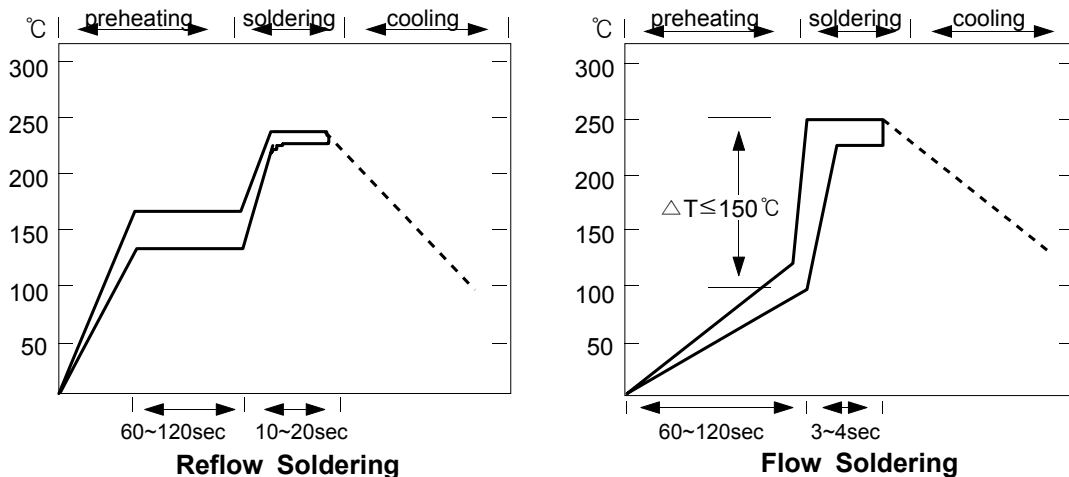 preheating soldering cooling
℃
300
250
200
150
100
50
60~120sec 10~20sec
Reflow Soldering
preheating soldering cooling
℃
300
250
200
△T≤150℃
150
100
50
60~120sec 3~4sec
Flow Soldering